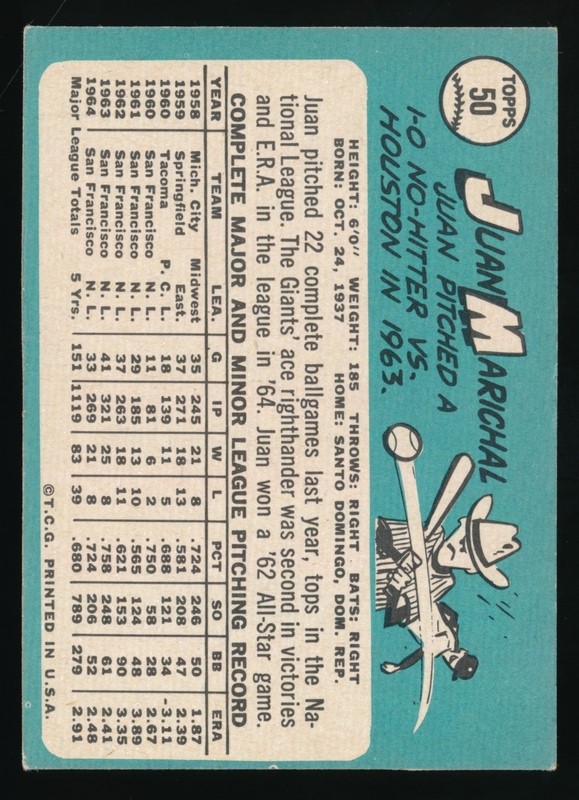 TOPPS
50
JUAN MARICHAL
JUAN PITCHED A
1-0 NO-HITTER VS.
HOUSTON IN 1963.
HEIGHT: 6'0" WEIGHT: 185 THROWS: RIGHT BATS: RIGHT
BORN: OCT. 24, 1937 HOME: SANTO DOMINGO, DOM. REP.
Juan pitched 22 complete ballgames last year, tops in the Na-
tional League. The Giants' ace righthander was second in victories
and E.R.A. in the league in '64. Juan won a '62 All-Star game.
COMPLETE MAJOR AND MINOR LEAGUE PITCHING RECORD
YEAR TEAM LEA. G IP W L PCT SO BB ERA
1958 Mich. City Midwest 35 245 21 8 .724 246 50 1.87
1959 Springfield East. 37 271 18 13 .581 208 47 2.39
1960 Tacoma P. C. L. 18 139 11 5 .688 121 34 -3.11
1960 San Francisco N. L. 11 81 6 2 .750 58 28 2.67
1961 San Francisco N. L. 29 185 13 10 .565 124 48 3.89
1962 San Francisco N. L. 37 263 18 11 .621 153 90 3.35
1963 San Francisco N. L. 41 321 25 8 .758 248 61 2.41
1964 San Francisco N. L. 33 269 21 8 .724 206 52 2.48
Major League Totals 5 Yrs. 151 1119 83 39 .680 789 279 2.91
©T.C.G. PRINTED IN U.S.A.